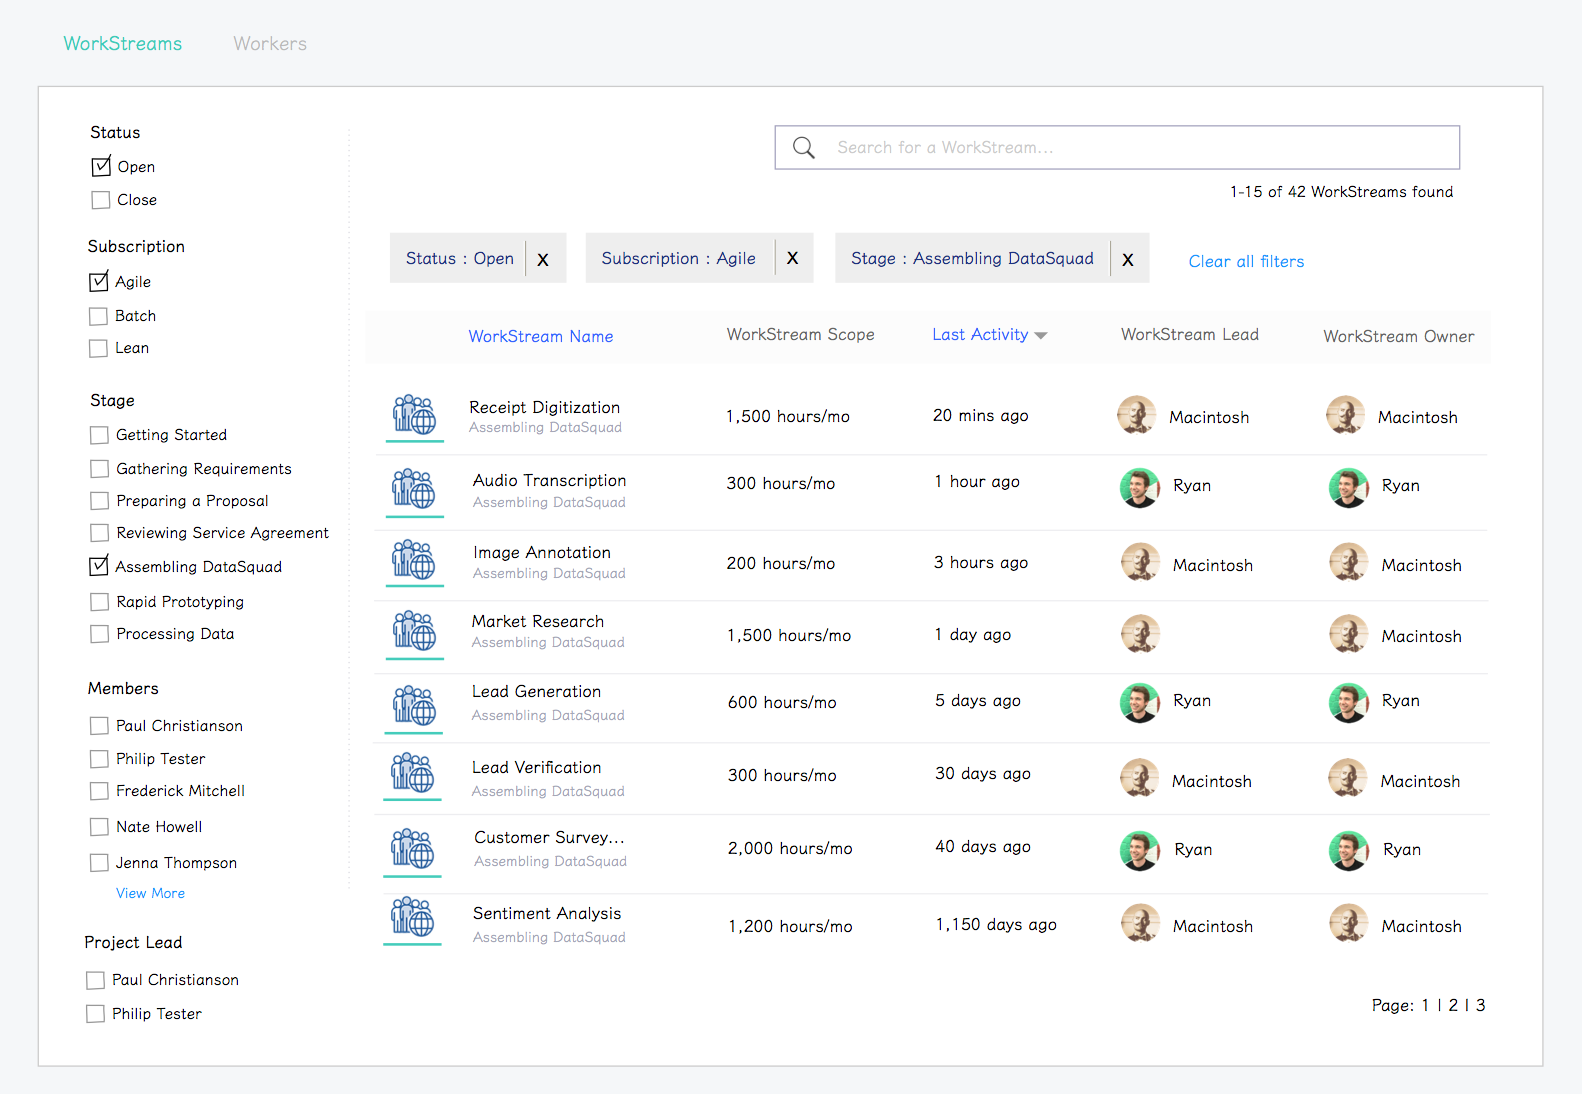 WorkStreams Workers
Status
Open
Close
Subscription
Agile
Batch
Lean
Stage
Getting Started
Gathering Requirements
Preparing a Proposal
Reviewing Service Agreement
Assembling DataSquad
Rapid Prototyping
Processing Data
Members
Paul Christianson
Philip Tester
Frederick Mitchell
Nate Howell
Jenna Thompson
View More
Project Lead
Paul Christianson
Philip Tester
Search for a WorkStream...
1-15 of 42 WorkStreams found
Status : Open X Subscription : Agile X Stage : Assembling DataSquad X Clear all filters
WorkStream Name WorkStream Scope Last Activity WorkStream Lead WorkStream Owner
Receipt Digitization 1,500 hours/mo 20 mins ago Macintosh Macintosh
Assembling DataSquad
Audio Transcription 300 hours/mo 1 hour ago Ryan Ryan
Assembling DataSquad
Image Annotation 200 hours/mo 3 hours ago Macintosh Macintosh
Assembling DataSquad
Market Research 1,500 hours/mo 1 day ago Macintosh
Assembling DataSquad
Lead Generation 600 hours/mo 5 days ago Ryan Ryan
Assembling DataSquad
Lead Verification 300 hours/mo 30 days ago Macintosh Macintosh
Assembling DataSquad
Customer Survey... 2,000 hours/mo 40 days ago Ryan Ryan
Assembling DataSquad
Sentiment Analysis 1,200 hours/mo 1,150 days ago Macintosh Macintosh
Assembling DataSquad
Page: 1 | 2 | 3